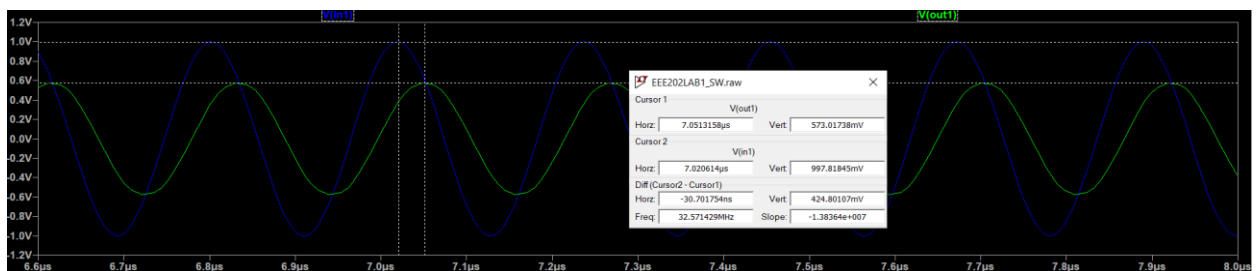 V(in1) V(out1)
1.2V
1.0V
0.8V
0.6V
0.4V
0.2V
0.0V
-0.2V
-0.4V
-0.6V
-0.8V
-1.0V
-1.2V
6.6µs 6.7µs 6.8µs 6.9µs 7.0µs 7.1µs 7.2µs 7.3µs 7.4µs 7.5µs 7.6µs 7.7µs 7.8µs 7.9µs 8.0µs
EEE202LAB1_SW.raw
Cursor 1
V(out1)
Horz: 7.0513158µs Vert: 573.01738mV
Cursor 2
V(in1)
Horz: 7.020614µs Vert: 997.81845mV
Diff (Cursor2 - Cursor1)
Horz: -30.701754ns Vert: 424.80107mV
Freq: 32.571429MHz Slope: -1.38364e+007